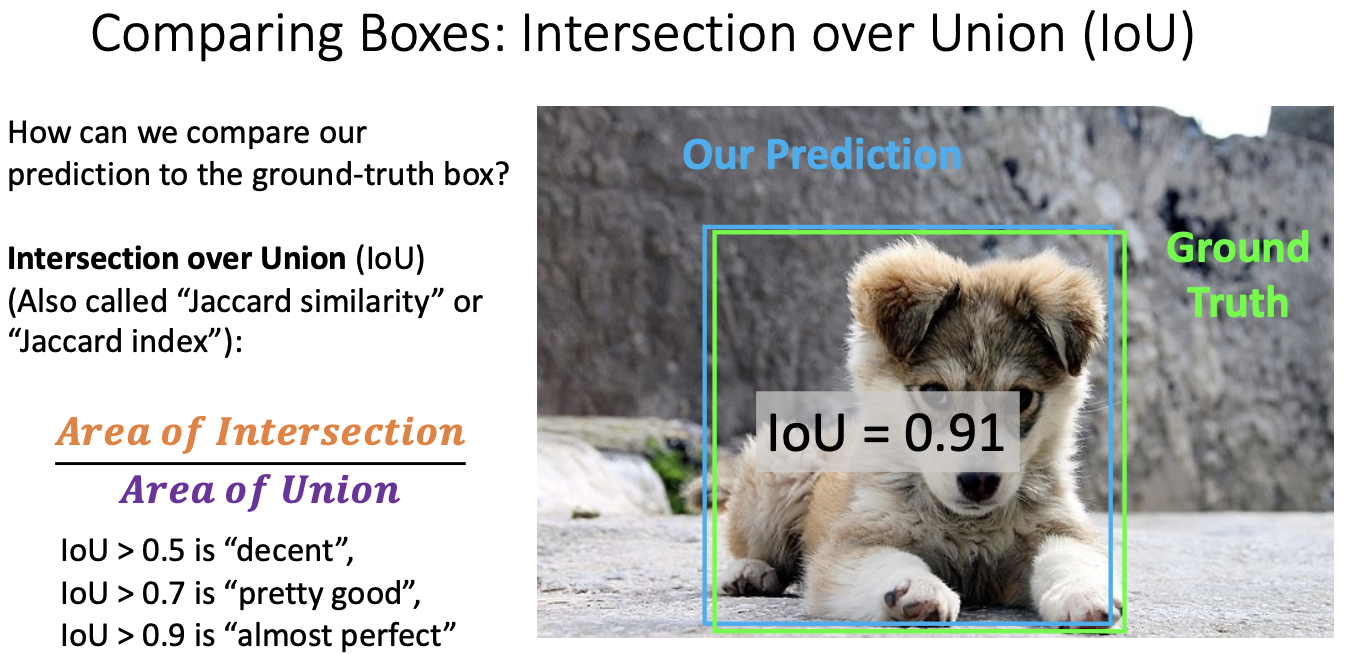 Comparing Boxes: Intersection over Union (IoU)
How can we compare our
prediction to the ground-truth box?
Intersection over Union (IoU)
(Also called “Jaccard similarity” or
“Jaccard index”):
Area of Intersection
Area of Union
IoU > 0.5 is “decent”,
IoU > 0.7 is “pretty good”,
IoU > 0.9 is “almost perfect”
Our Prediction
Ground
Truth
IoU = 0.91